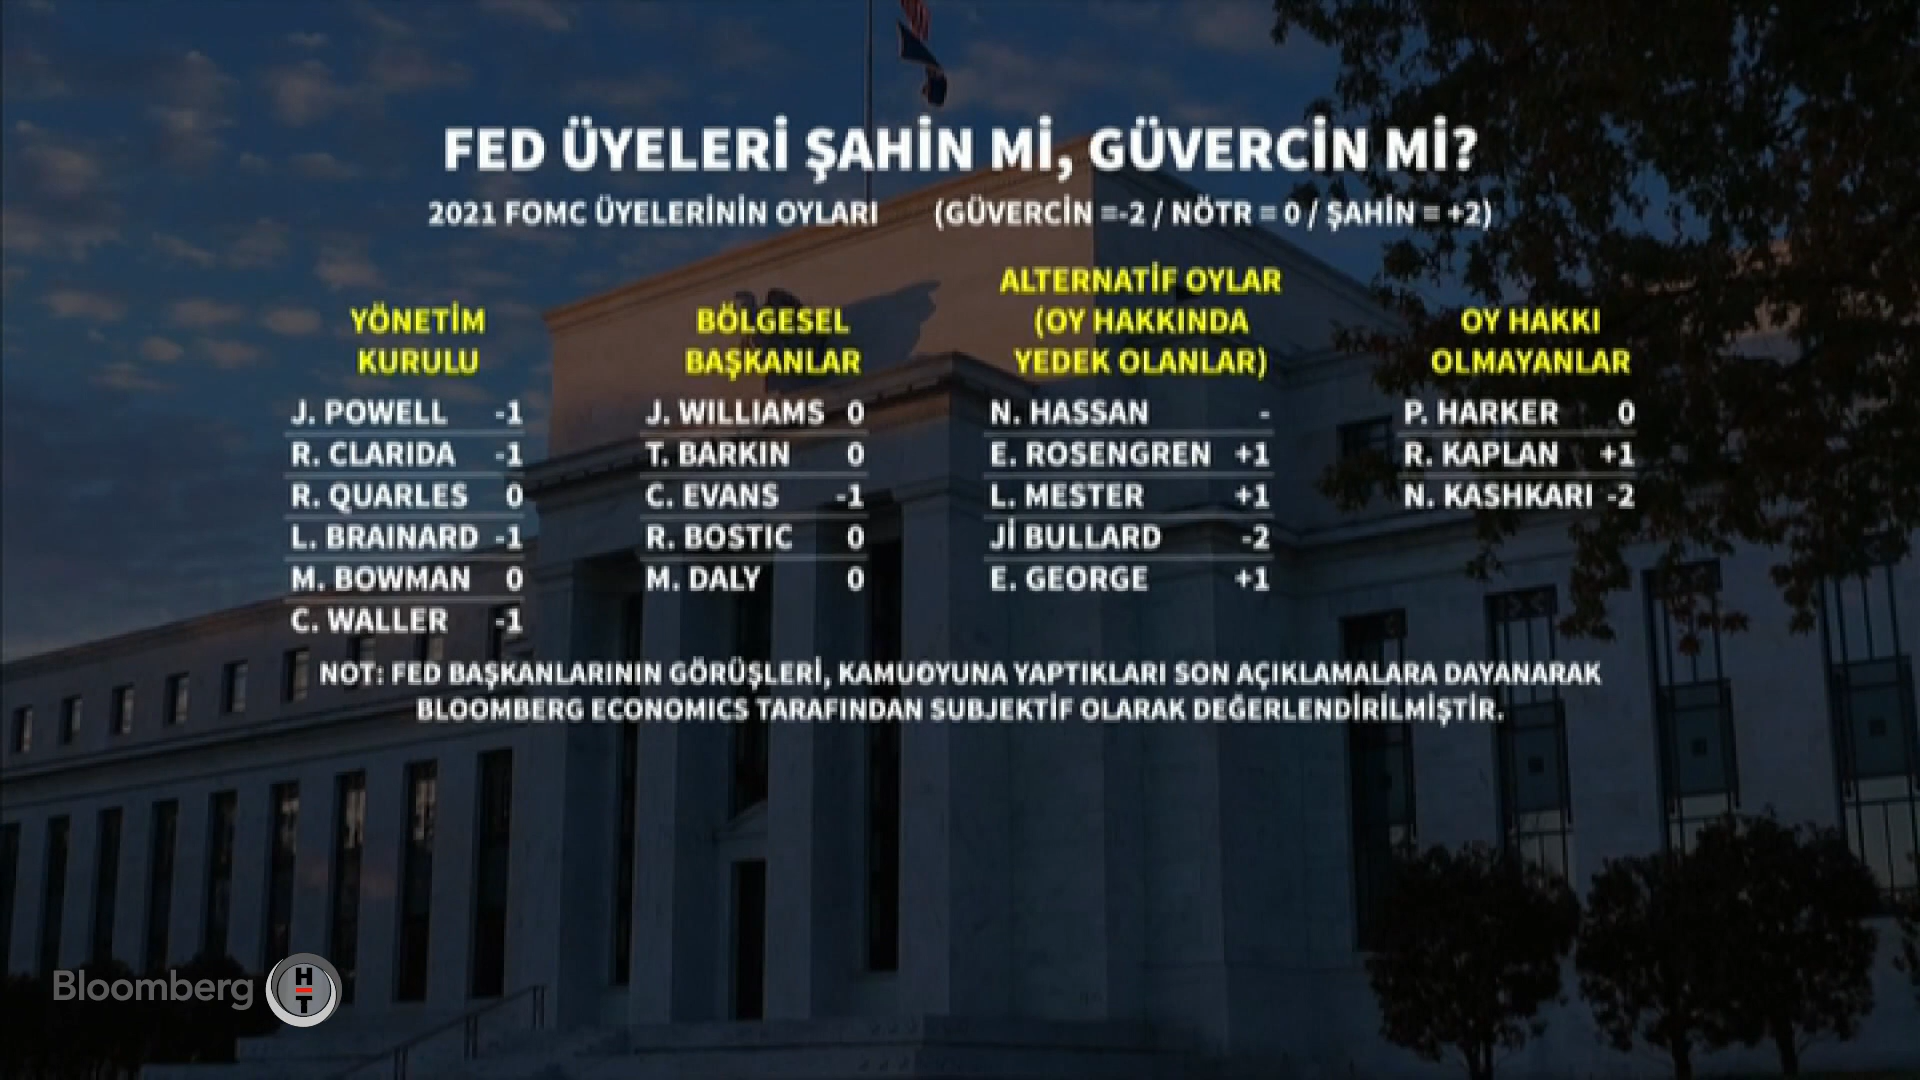 FED ÜYELERİ ŞAHİN Mİ, GÜVERCİN Mİ?
2021 FOMC ÜYELERİNİN OYLARI (GÜVERCİN =-2 / NÖTR = 0 / ŞAHİN = +2)
YÖNETİM
KURULU
J. POWELL -1
R. CLARIDA -1
R. QUARLES 0
L. BRAINARD -1
M. BOWMAN 0
C. WALLER -1
BÖLGESEL
BAŞKANLAR
J. WILLIAMS 0
T. BARKIN 0
C. EVANS -1
R. BOSTIC 0
M. DALY 0
ALTERNATİF OYLAR
(OY HAKKINDA
YEDEK OLANLAR)
N. HASSAN -
E. ROSENGREN +1
L. MESTER +1
Jİ BULLARD -2
E. GEORGE +1
OY HAKKI
OLMAYANLAR
P. HARKER 0
R. KAPLAN +1
N. KASHKARI -2
NOT: FED BAŞKANLARININ GÖRÜŞLERİ, KAMUOYUNA YAPTIKLARI SON AÇIKLAMALARA DAYANARAK
BLOOMBERG ECONOMICS TARAFINDAN SUBJEKTİF OLARAK DEĞERLENDİRİLMİŞTİR.
Bloomberg HT